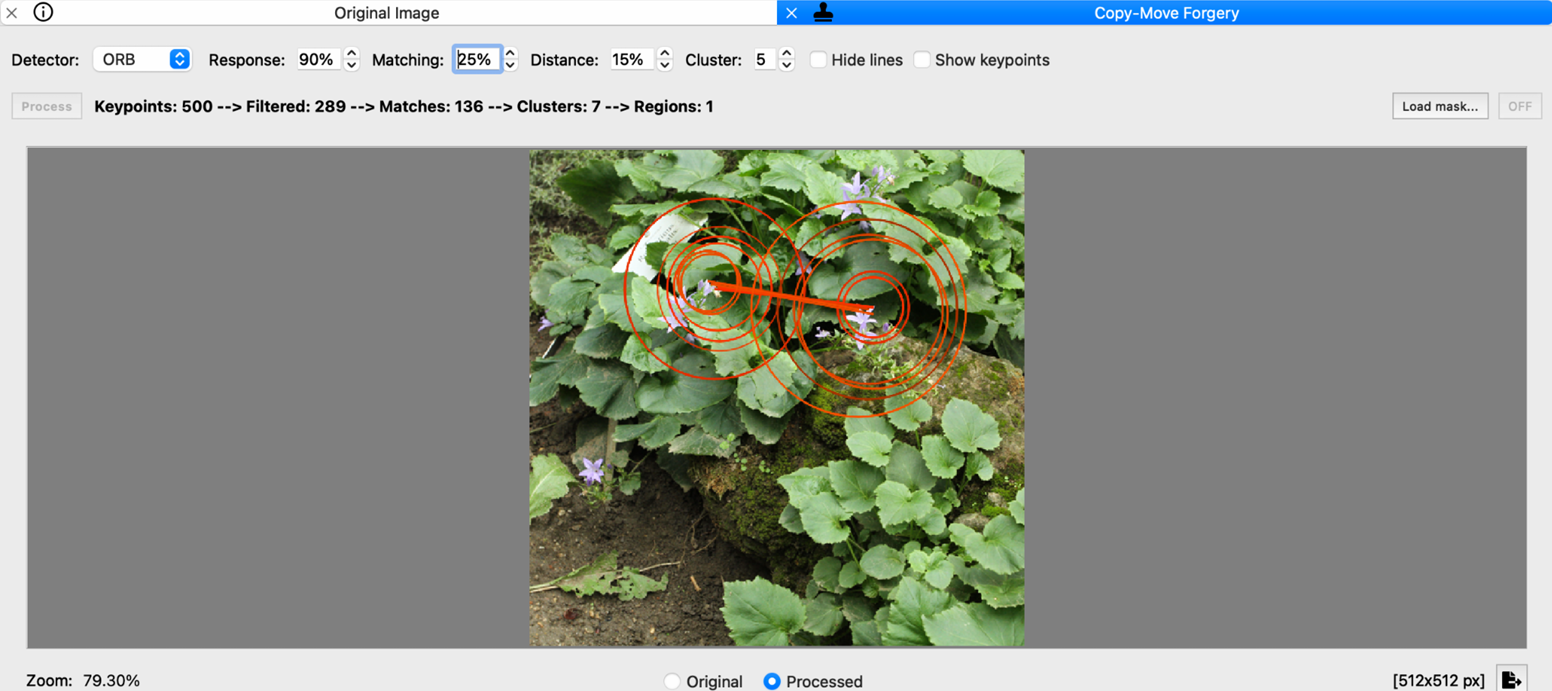 Original Image
Copy-Move Forgery
Detector: ORB Response: 90% Matching: 25% Distance: 15% Cluster: 5 Hide lines Show keypoints
Process Keypoints: 500 --> Filtered: 289 --> Matches: 136 --> Clusters: 7 --> Regions: 1 Load mask... OFF
Zoom: 79.30% Original Processed [512x512 px]